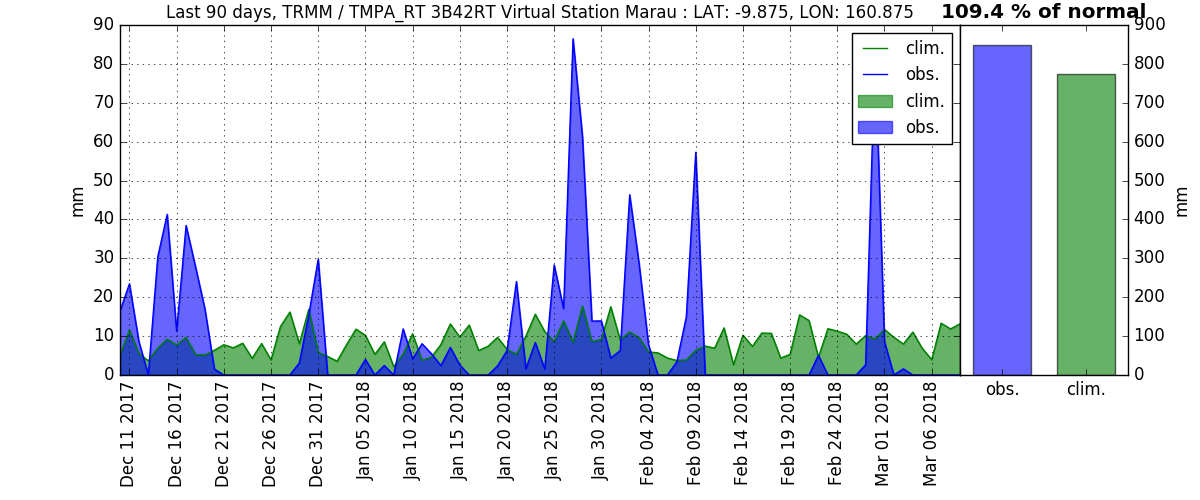 Last 90 days, TRMM / TMPA_RT 3B42RT Virtual Station Marau : LAT: -9.875, LON: 160.875
109.4 % of normal
90
80
70
60
50
40
30
20
10
0
mm
clim.
obs.
clim.
obs.
900
800
700
600
500
400
300
200
100
0
mm
Dec 11 2017
Dec 16 2017
Dec 21 2017
Dec 26 2017
Dec 31 2017
Jan 05 2018
Jan 10 2018
Jan 15 2018
Jan 20 2018
Jan 25 2018
Jan 30 2018
Feb 04 2018
Feb 09 2018
Feb 14 2018
Feb 19 2018
Feb 24 2018
Mar 01 2018
Mar 06 2018
obs.
clim.